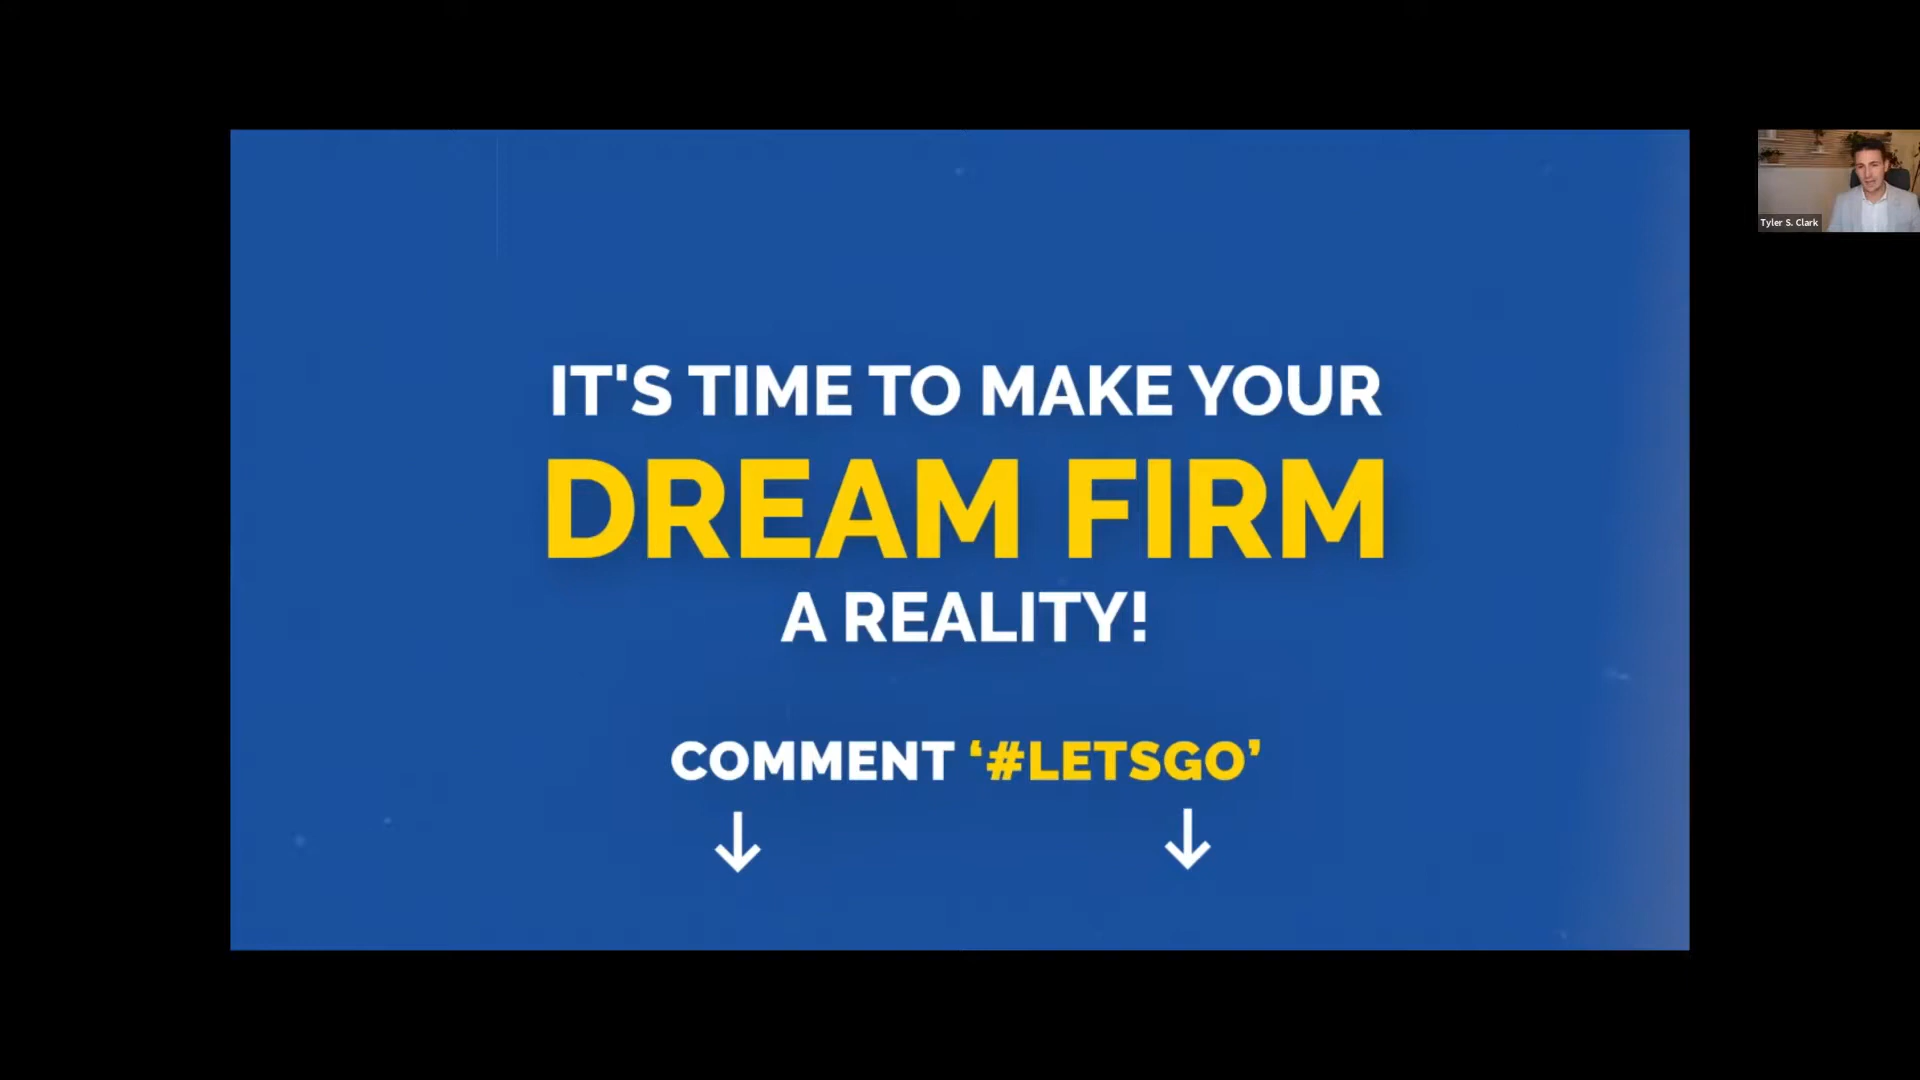 IT'S TIME TO MAKE YOUR
DREAM FIRM
A REALITY!
COMMENT ‘#LETSGO’
Tyler S. Clark